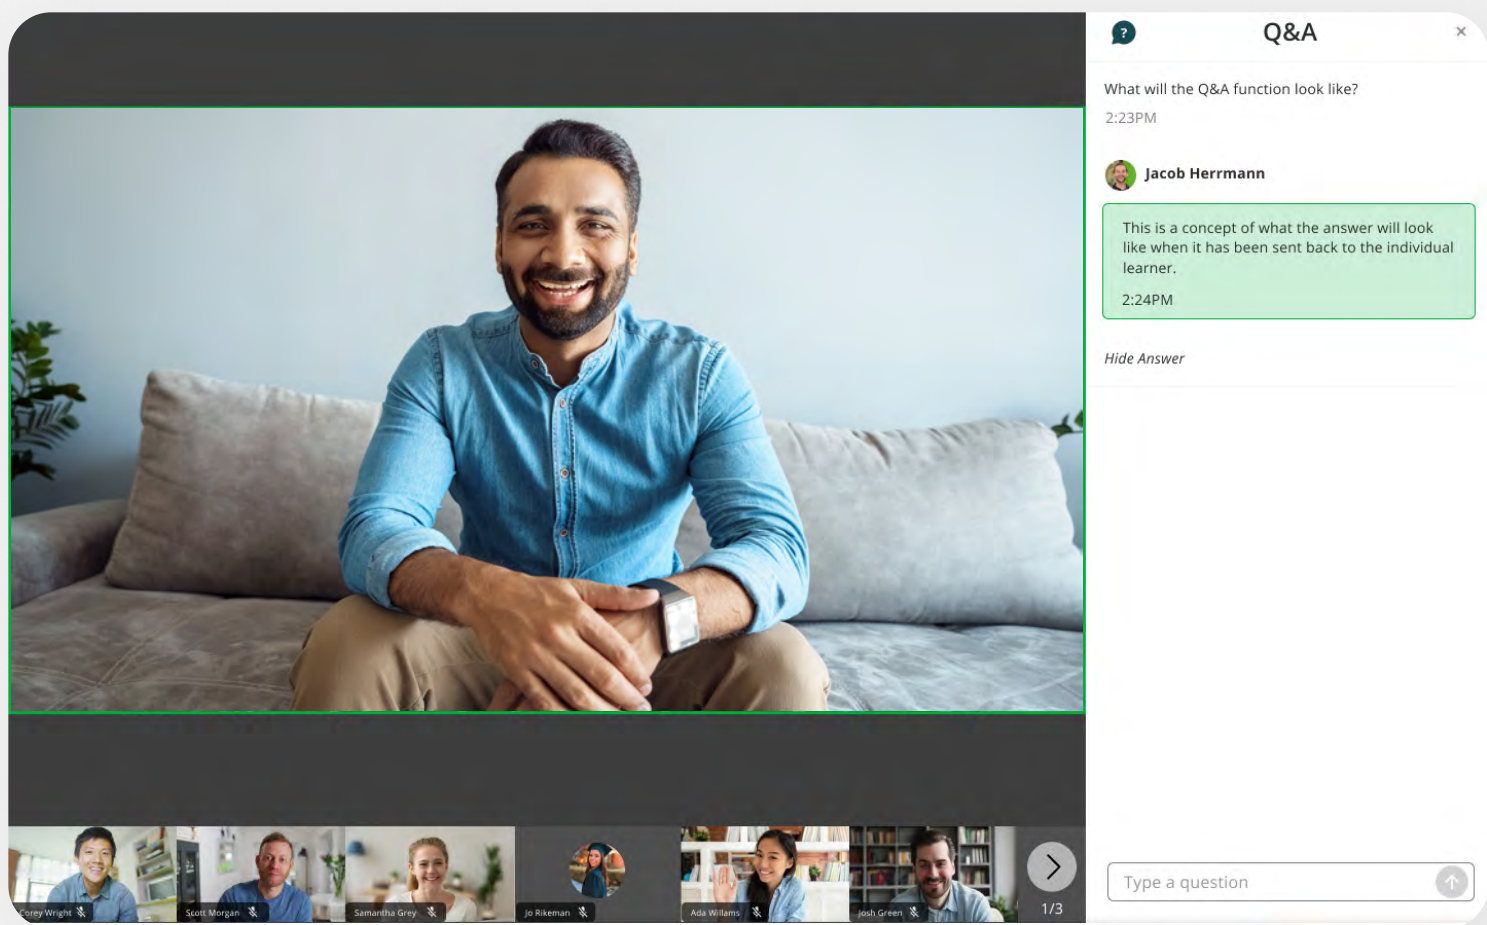 ?
Q&A
×
What will the Q&A function look like?
2:23PM
Jacob Herrmann
This is a concept of what the answer will look
like when it has been sent back to the individual
learner.
2:24PM
Hide Answer
Corey Wright
Scott Morgan
Samantha Grey
Jo Rikeman
Ada Willams
Josh Green
1/3
Type a question